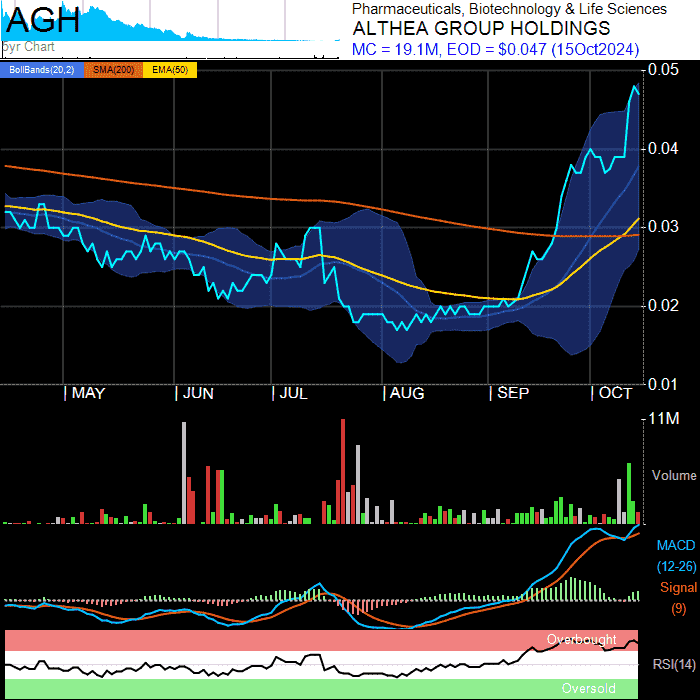 AGH
Pharmaceuticals, Biotechnology & Life Sciences
ALTHEA GROUP HOLDINGS
MC = 19.1M, EOD = $0.047 (15Oct2024)
pyr Chart
BollBands(20,2) SMA(200) EMA(50)
0.05
0.04
0.03
0.02
0.01
MAY JUN JUL AUG SEP OCT
11M
Volume
MACD
(12-26)
Signal
(9)
Overbought
RSI(14)
Oversold